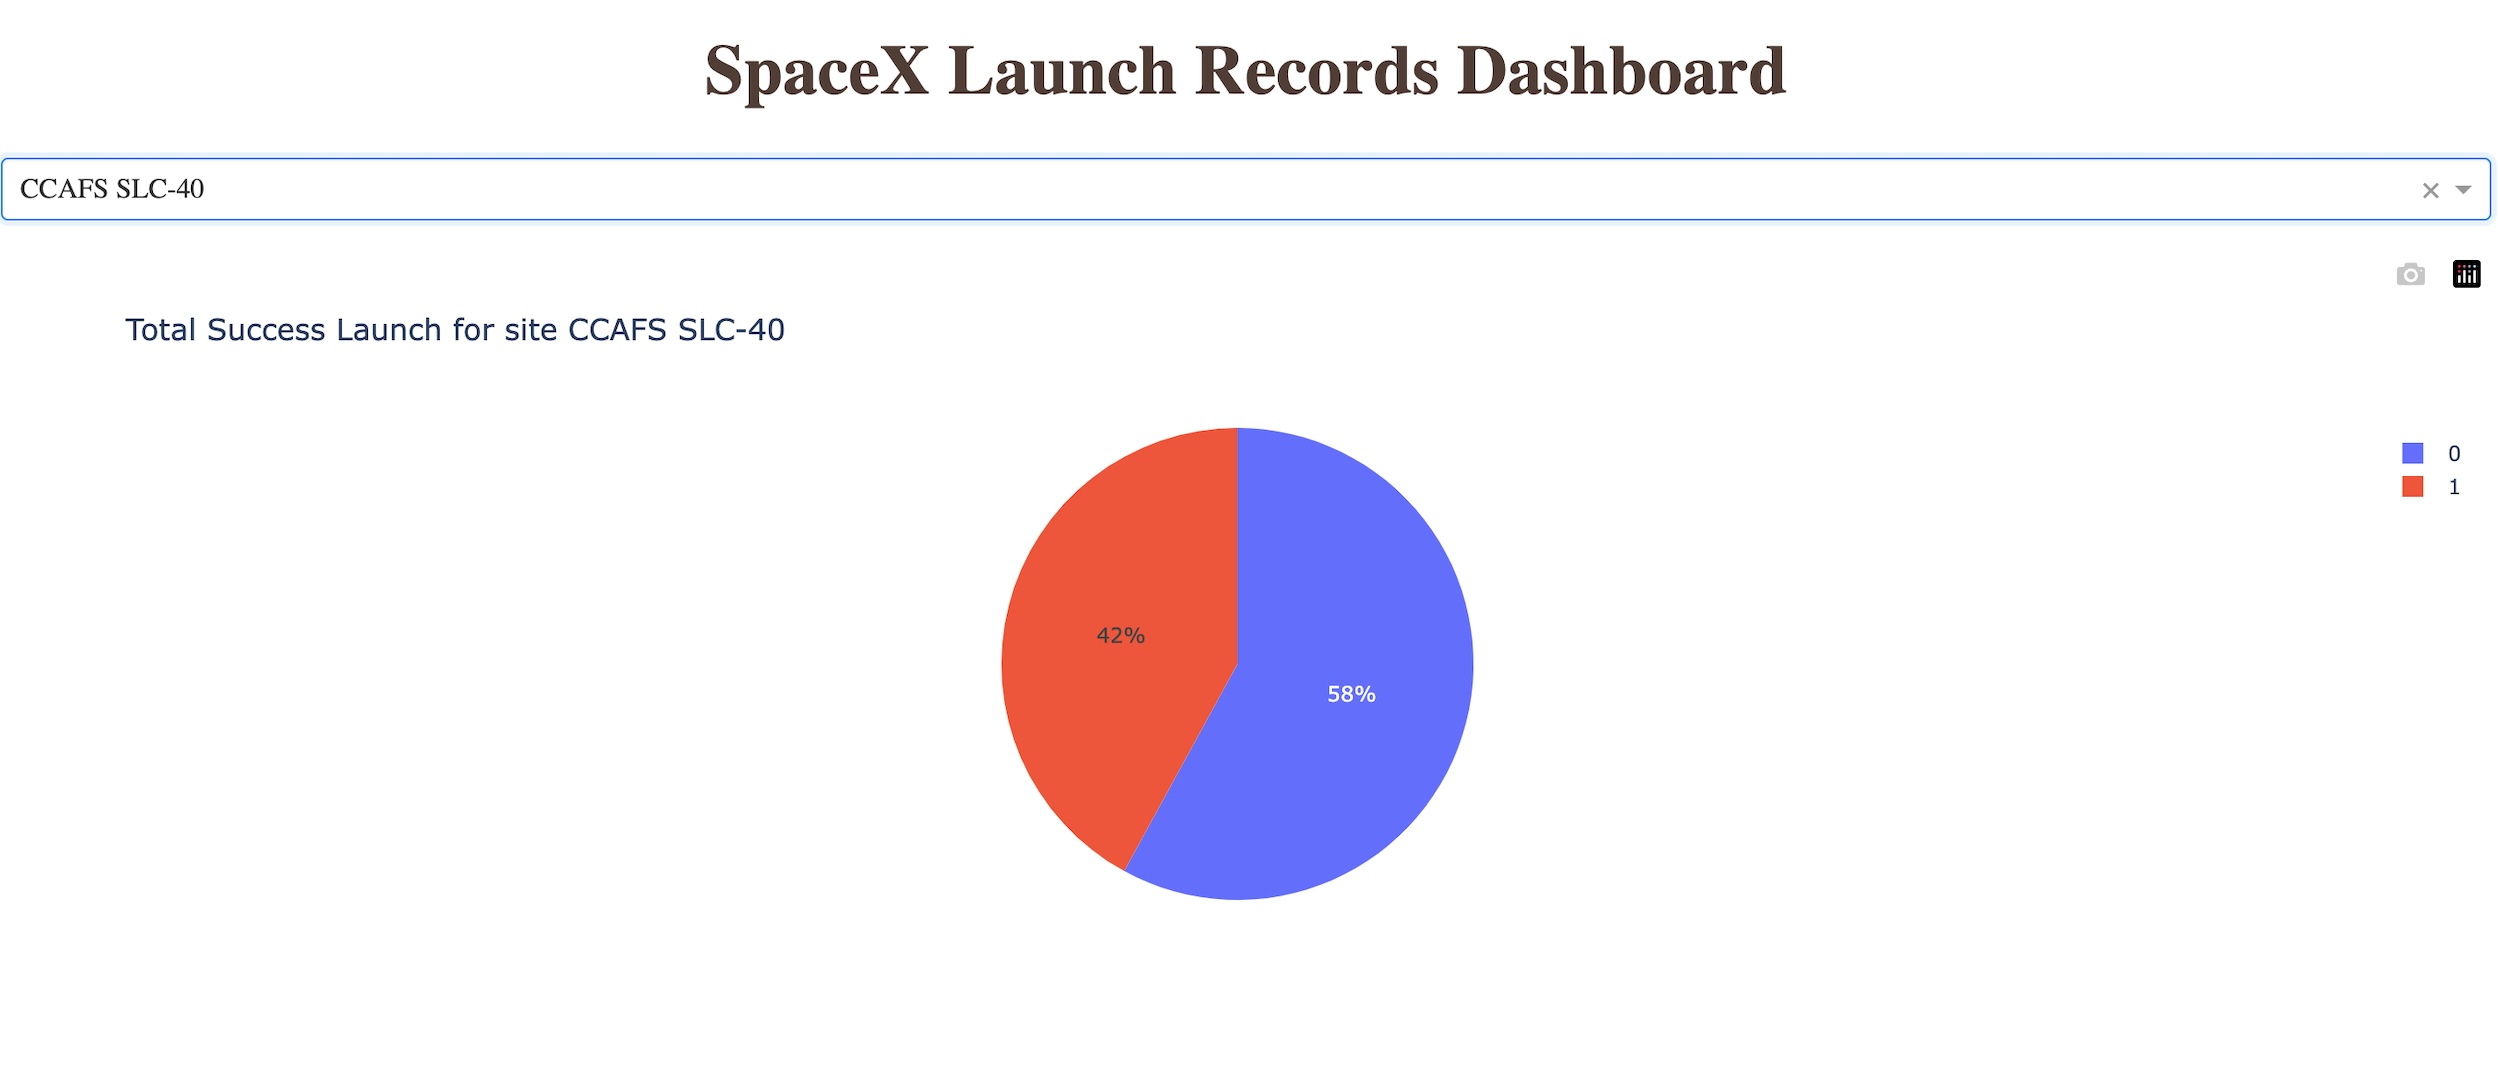 SpaceX Launch Records Dashboard
CCAFS SLC-40
Total Success Launch for site CCAFS SLC-40
0
1
42%
58%